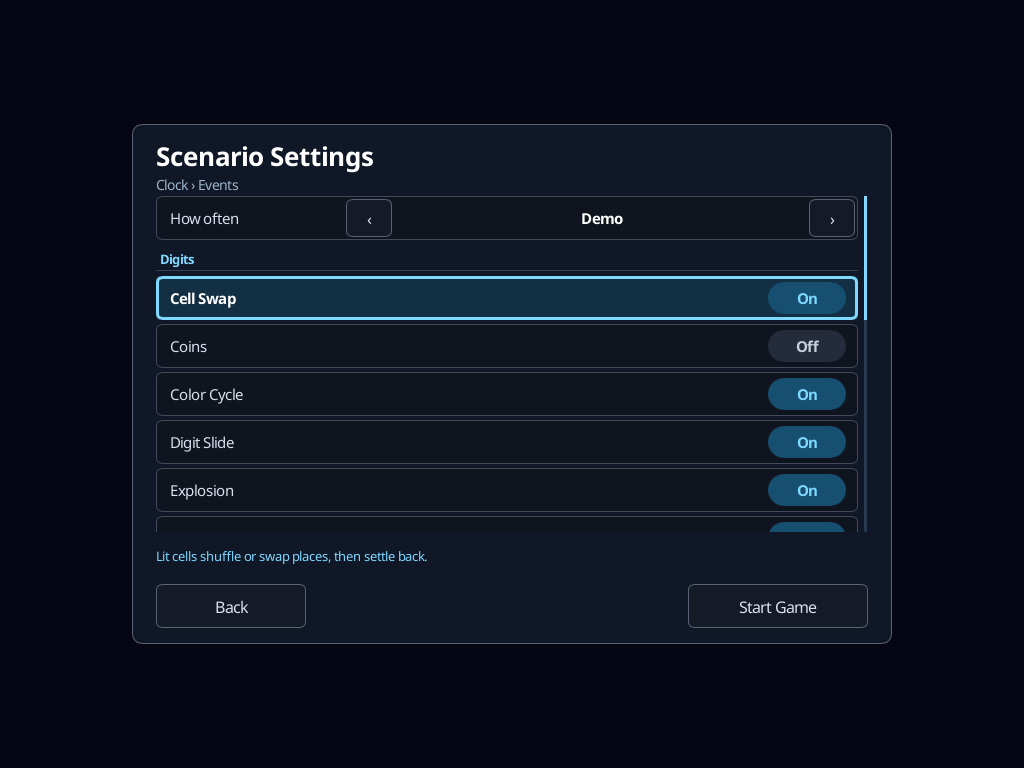 Scenario Settings
Clock › Events
How often ‹ Demo ›
Digits
Cell Swap On
Coins Off
Color Cycle On
Digit Slide On
Explosion On
Lit cells shuffle or swap places, then settle back.
Back Start Game